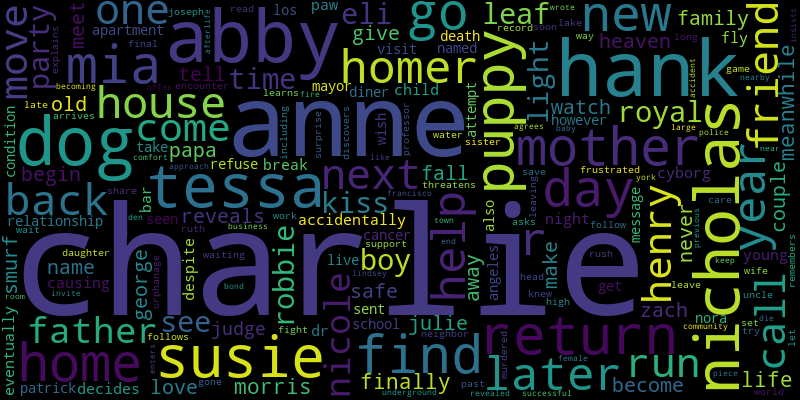 charlie
anne
hank
abby
nicholas
dog
tessa
mother
puppy
susie
return
home
find
mia
homer
house
come
next
day
back
go
new
friend
year
henry
help
father
later
call
nicole
move
one
leaf
royal
boy
run
robbie
kiss
time
party
eli
light
life
see
george
smurf
family
heaven
fly
watch
however
meanwhile
couple
young
old
mayor
diner
give
visit
named
death
paw
los
apartment
joseph
afterlife
meet
final
explains
becoming
late
arrives
condition
begin
papa
take
comfort
approach
tell
learns
fire
offer
encounter
refuse
break
wish
child
professor
discovers
surprise
including
like
attempt
water
sister
record
soon
wrote
lake
way
read
long
insists
accident
game
nearby
agrees
baby
large
police
near
frustrated
cyborg
night
follow
rush
york
save
also
angeles
leaving
message
make
never
zach
leave
nora
care
previous
keep
wife
uncle
remembers
community
set
die
try
let
world
piece
become
female
successful
revealed
past
murdered
high
knew
head
asks
get
r
fall
threatens
away
town
end
cancer
support
live
safe
sent
school
julie
dr
lindsey
neighbor
underground
finally
francisco
accidentally
reveals
bar
seen
despite
ruth
work
business
waiting
bond
fight
judge
morris
gone
love
follows
enters
patrick
decides
orphanage
daughter
causing
name
wait
relationship
share
den
room
invite
eventually